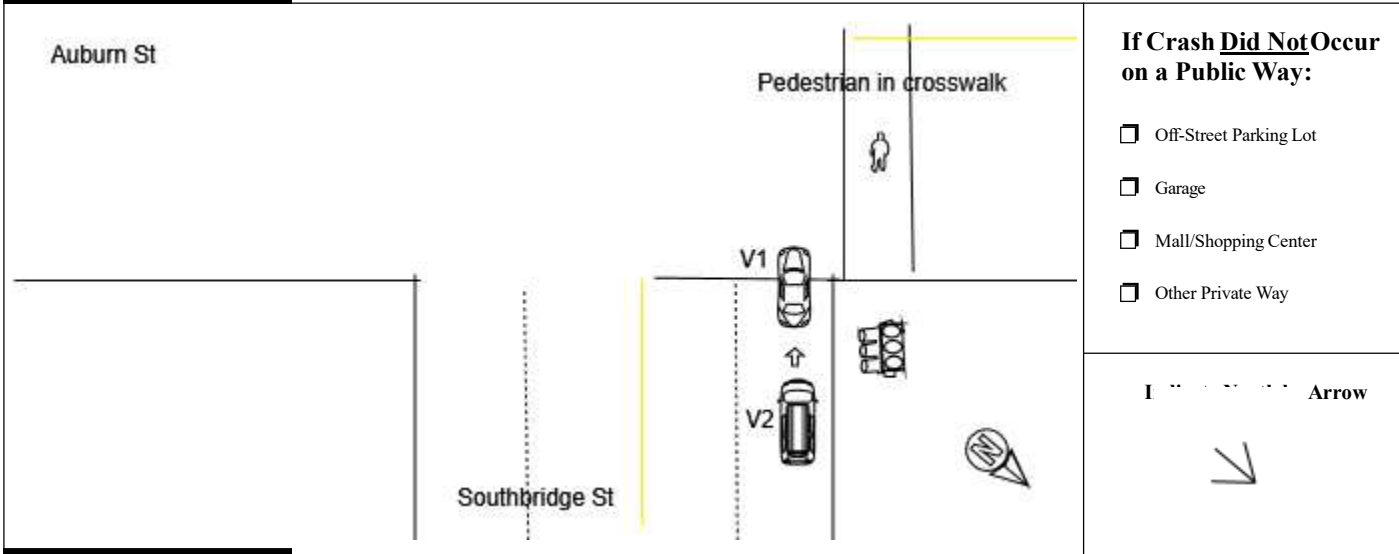 Auburn St
Pedestrian in crosswalk
V1
V2
Southbridge St
N
If Crash Did Not Occur
on a Public Way:
Off-Street Parking Lot
Garage
Mall/Shopping Center
Other Private Way
Arrow